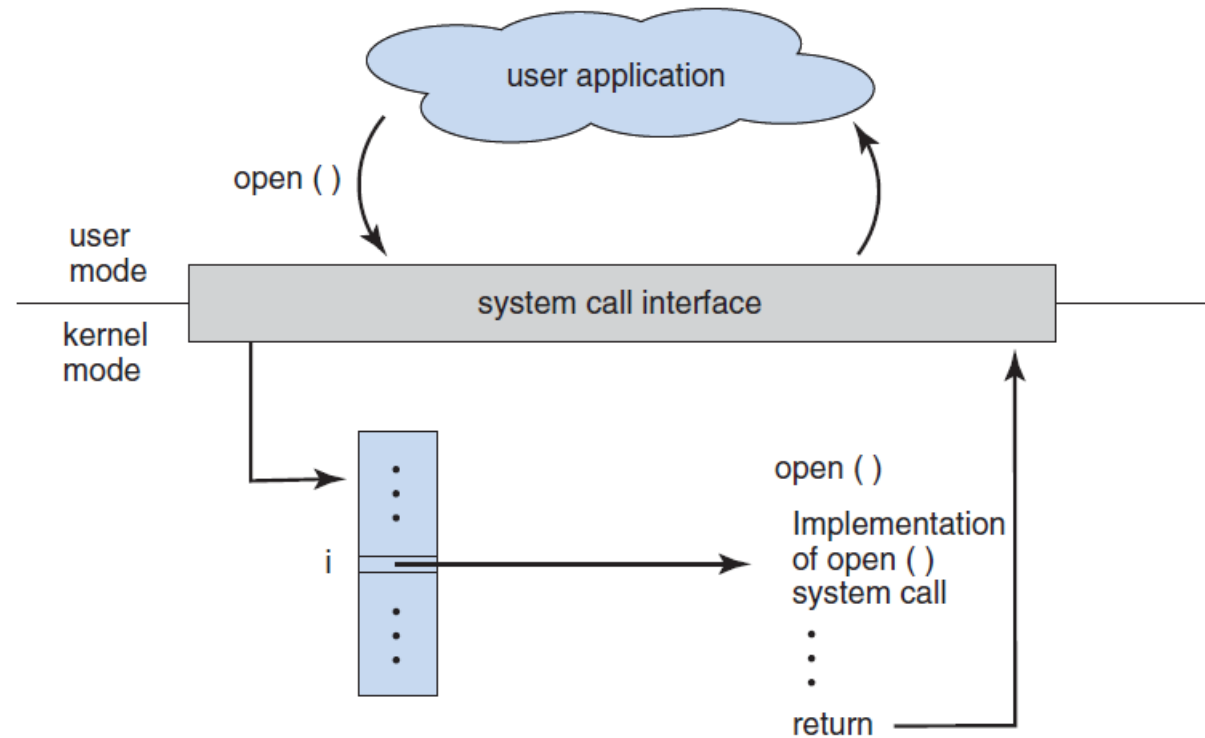 user application
open ( )
user
mode
system call interface
kernel
mode
i
open ( )
Implementation
of open ( )
system call
return